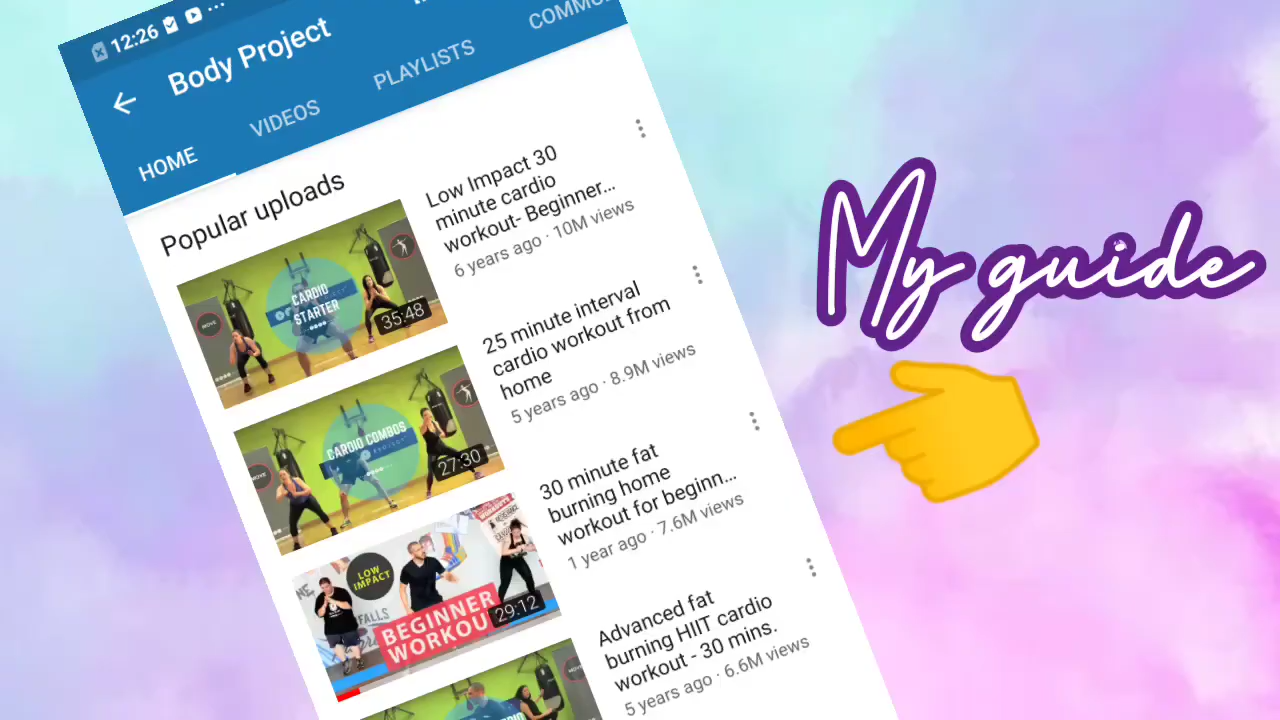 12:26
Body Project
HOME
VIDEOS
PLAYLISTS
Popular uploads
CARDIO
STARTER
MOVE
35:48
Low Impact 30
minute cardio
workout- Beginner...
6 years ago · 10M views
CARDIO COMBOS
MOVE
27:30
25 minute interval
cardio workout from
home
5 years ago · 8.9M views
LOW
IMPACT
FALLS
BEGINNER
29:12
30 minute fat
burning home
workout for beginn...
1 year ago · 7.6M views
Advanced fat
burning HIIT cardio
workout - 30 mins.
5 years ago · 6.6M views
My guide